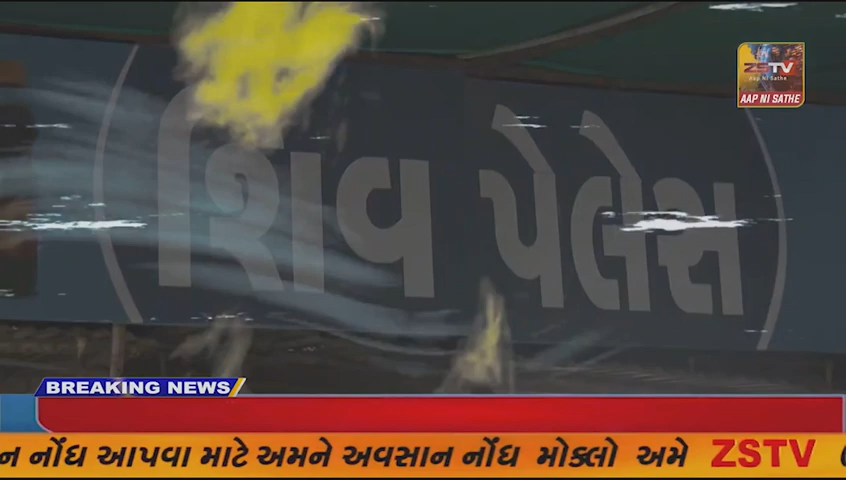 ZSTV
Aap Ni Sathe
AAP NI SATHE
શિવ પેલેસ
BREAKING NEWS
ન નોંધ આપવા માટે અમને અવસાન નોંધ મોકલો અમે ZSTV